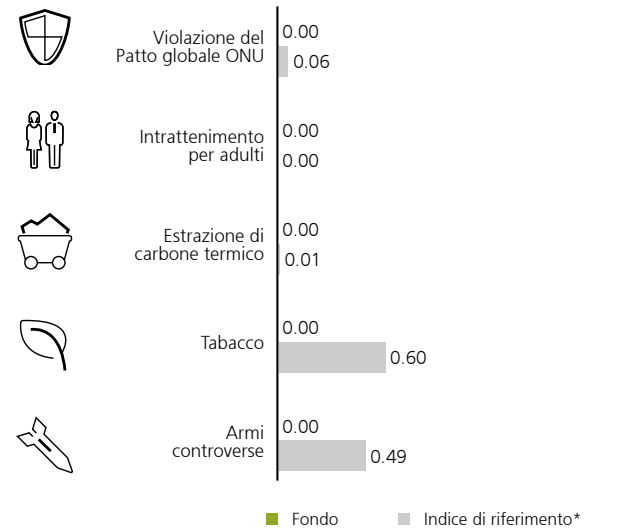 0.00
Violazione del
Patto globale ONU
0.06
0.00
Intrattenimento
per adulti
0.00
0.00
Estrazione di
carbone termico
0.01
0.00
Tabacco
0.60
0.00
Armi
controverse
0.49
Fondo Indice di riferimento*